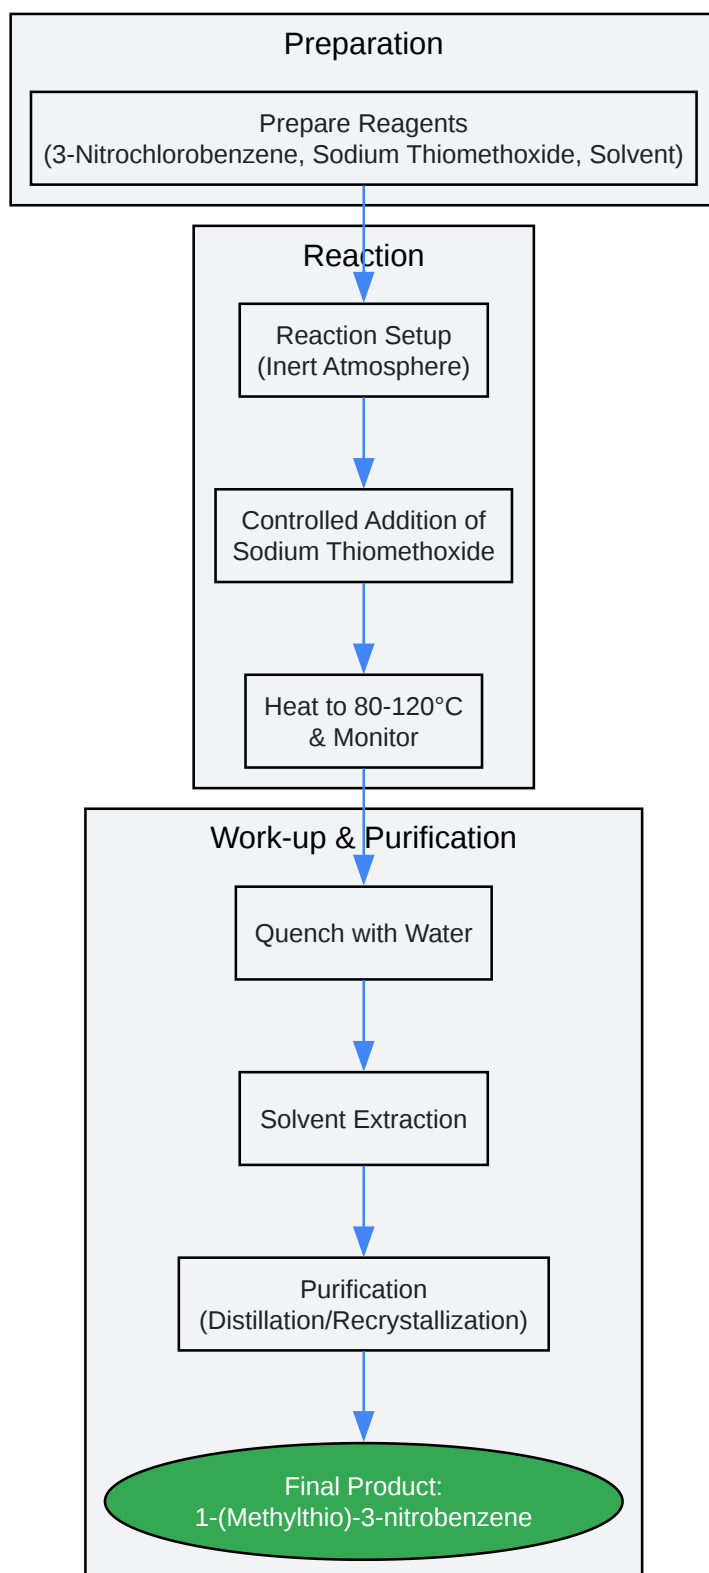 Preparation
Prepare Reagents
(3-Nitrochlorobenzene, Sodium Thiomethoxide, Solvent)
Reaction
Reaction Setup
(Inert Atmosphere)
Controlled Addition of
Sodium Thiomethoxide
Heat to 80-120°C
& Monitor
Work-up & Purification
Quench with Water
Solvent Extraction
Purification
(Distillation/Recrystallization)
Final Product:
1-(Methylthio)-3-nitrobenzene